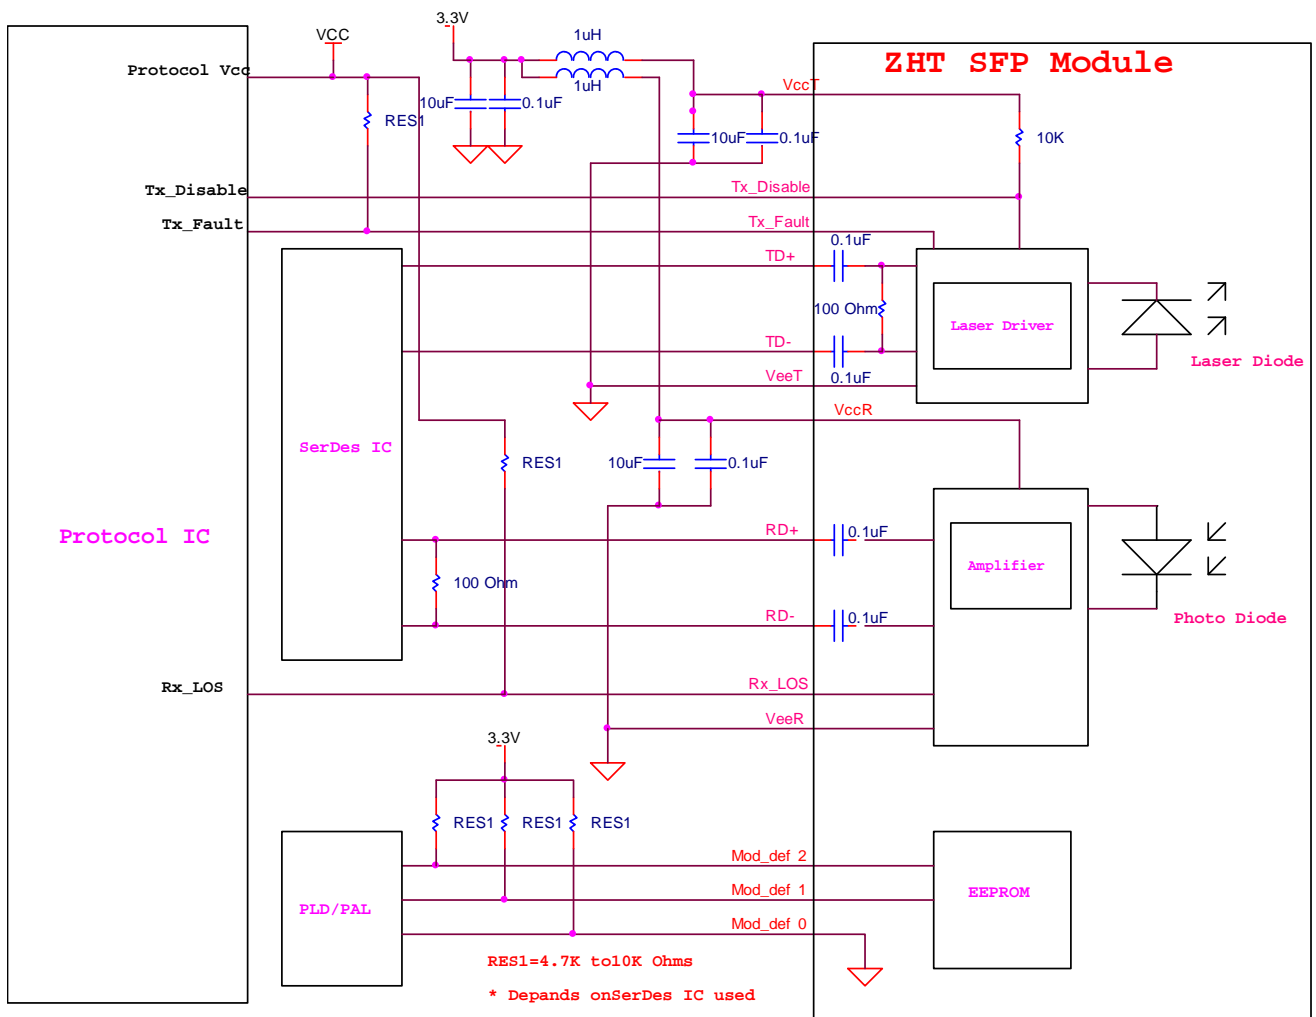 3.3V
VCC
1uH
ZHT SFP Module
Protocol Vcc
1uH
VccT
10uF
0.1uF
RES1
10uF
0.1uF
10K
Tx_Disable
Tx_Disable
Tx_Fault
Tx_Fault
0.1uF
TD+
100 Ohm
Laser Driver
TD-
Laser Diode
VeeT
0.1uF
VccR
SerDes IC
RES1
10uF
0.1uF
Protocol IC
RD+
0.1uF
Amplifier
100 Ohm
RD-
0.1uF
Photo Diode
Rx_LOS
Rx_LOS
VeeR
3.3V
RES1
RES1
RES1
Mod_def 2
Mod_def 1
EEPROM
PLD/PAL
Mod_def 0
RES1=4.7K to10K Ohms
* Depands onSerDes IC used